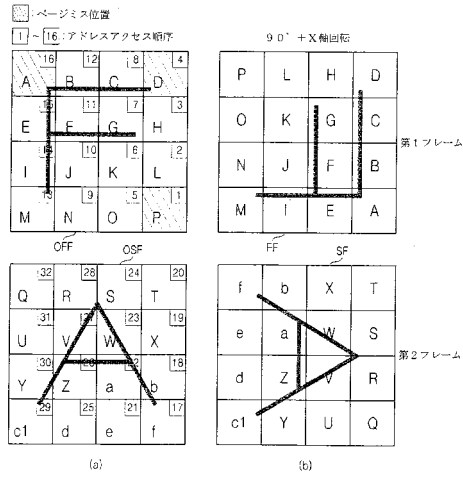 :ページミス位置
1 ～ 16 :アドレスアクセス順序
90°+X軸回転
16 12 8 4
A B C D
P L H D
15 11 7 3
E F G H
O K G C
第1フレーム
14 10 6 2
I J K L
N J F B
13 9 5 1
M N O P
M I E A
OFF OSF
FF SF
32 28 24 20
Q R S T
f b X T
31 27 23 19
U V W X
e a W S
第2フレーム
30 26 22 18
Y Z a b
d Z V R
29 25 21 17
c1 d e f
c1 Y U Q
(a) (b)